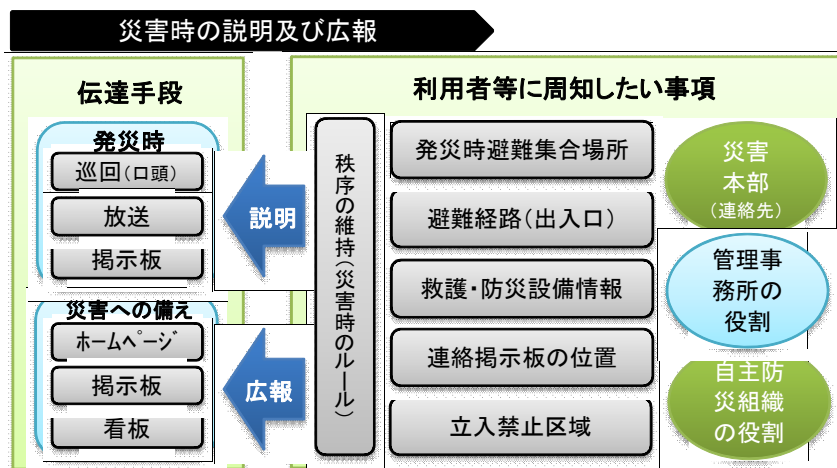 災害時の説明及び広報
伝達手段
発災時
巡回(口頭)
放送
掲示板
災害への備え
ホームページ
掲示板
看板
説明
広報
利用者等に周知したい事項
秩序の維持(災害時のルール)
発災時避難集合場所
避難経路(出入口)
救護・防災設備情報
連絡掲示板の位置
立入禁止区域
災害
本部
(連絡先)
管理事
務所の
役割
自主防
災組織
の役割